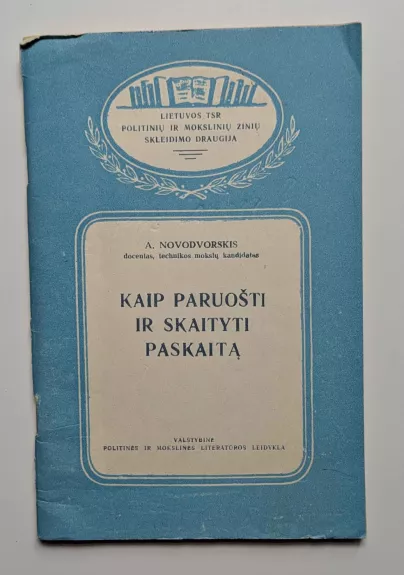 LIETUVOS TSR
POLITINIŲ IR MOKSLINIŲ ŽINIŲ
SKLEIDIMO DRAUGIJA
A. NOVODVORSKIS
docentas, technikos mokslų kandidatas
KAIP PARUOŠTI
IR SKAITYTI
PASKAITĄ
VALSTYBINĖ
POLITINĖS IR MOKSLINĖS LITERATŪROS LEIDYKLA